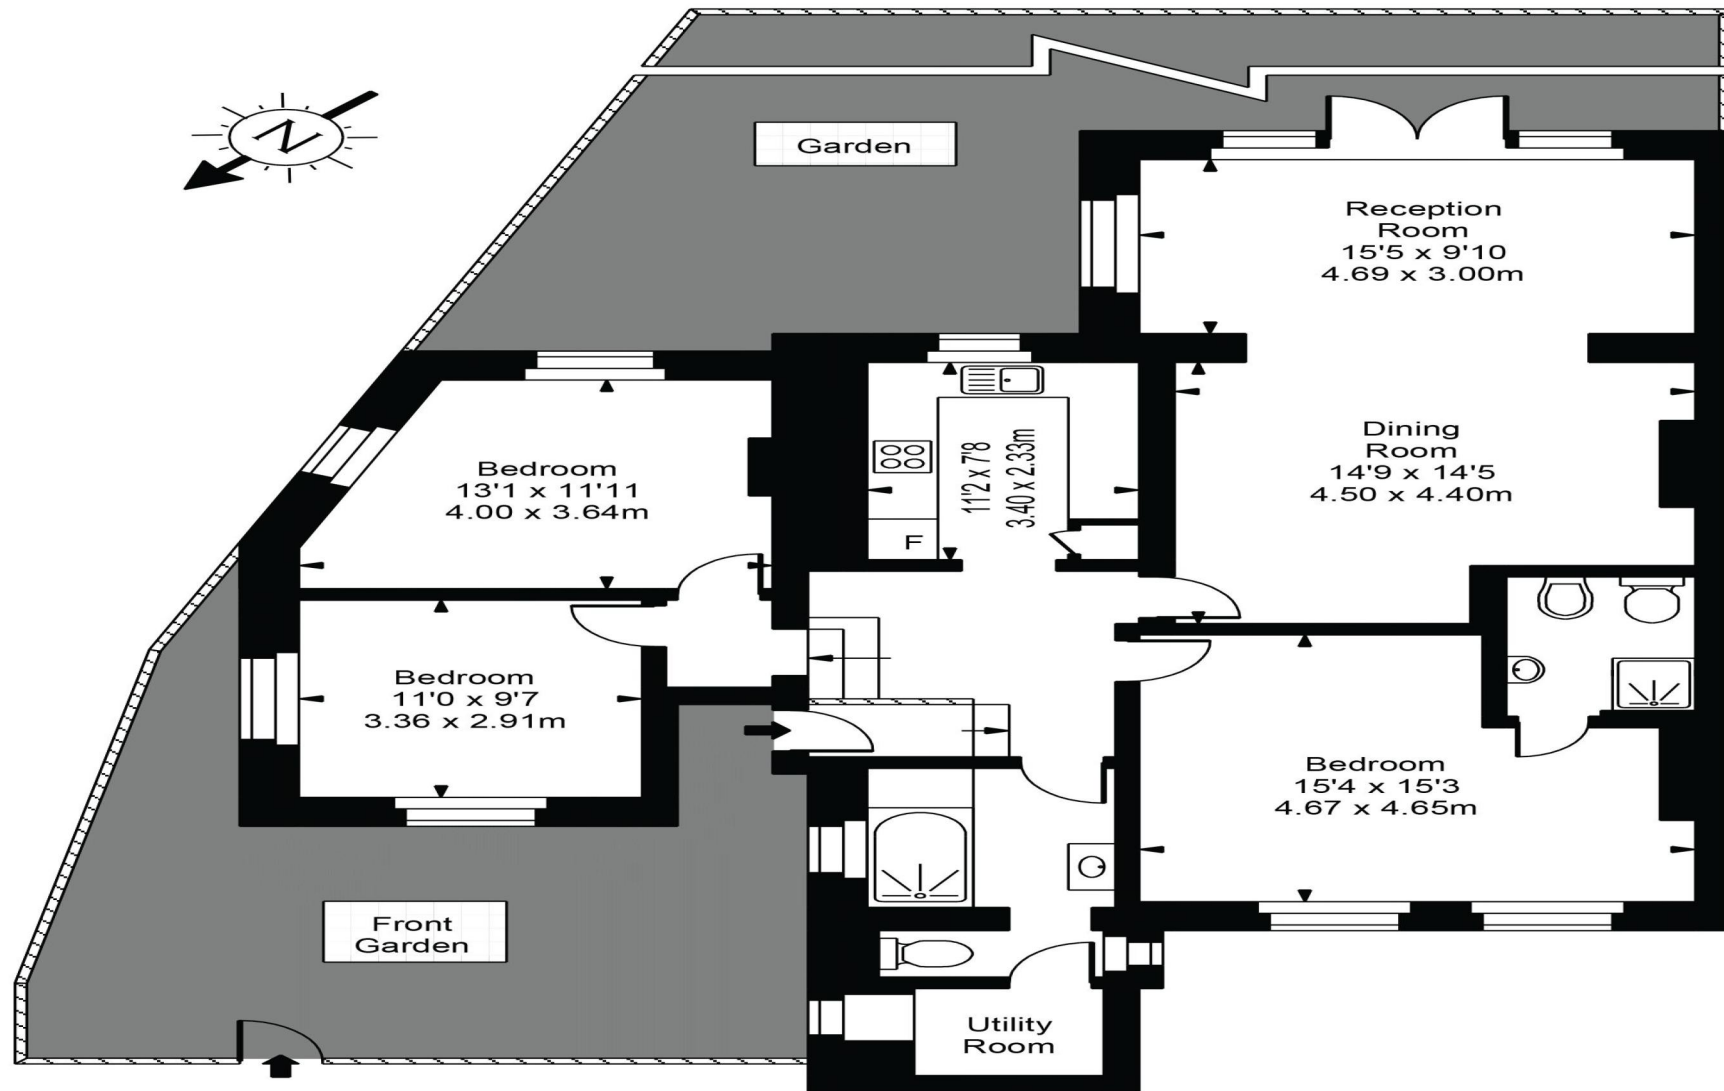 N
Garden
Reception
Room
15'5 x 9'10
4.69 x 3.00m
Dining
Room
14'9 x 14'5
4.50 x 4.40m
Bedroom
13'1 x 11'11
4.00 x 3.64m
11'2 x 7'8
3.40 x 2.33m
F
Bedroom
11'0 x 9'7
3.36 x 2.91m
Bedroom
15'4 x 15'3
4.67 x 4.65m
Front
Garden
Utility
Room